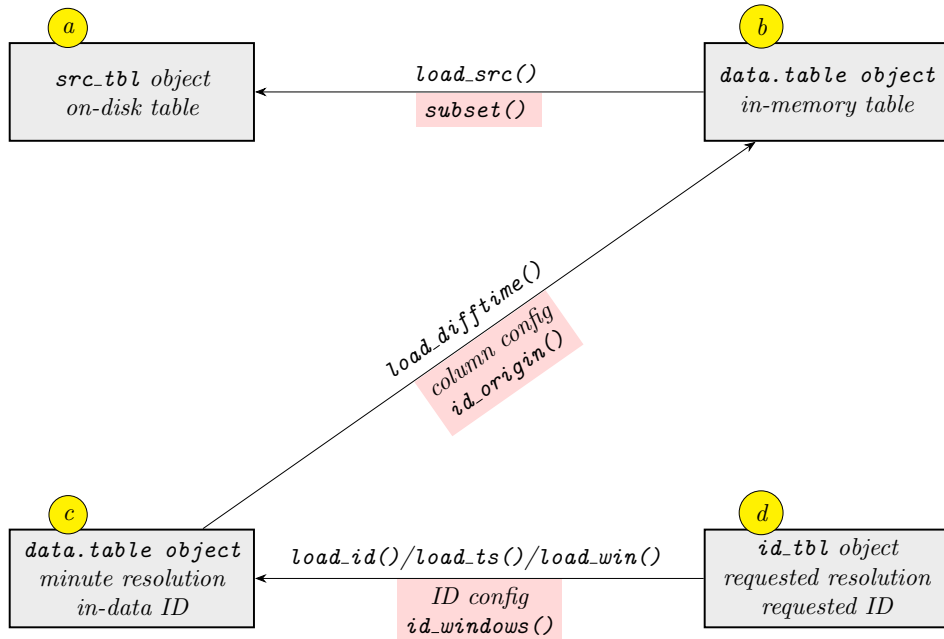 a
src_tbl object
on-disk table
load_src()
subset()
b
data.table object
in-memory table
load_difftime()
column config
id_origin()
c
data.table object
minute resolution
in-data ID
load_id()/load_ts()/load_win()
ID config
id_windows()
d
id_tbl object
requested resolution
requested ID